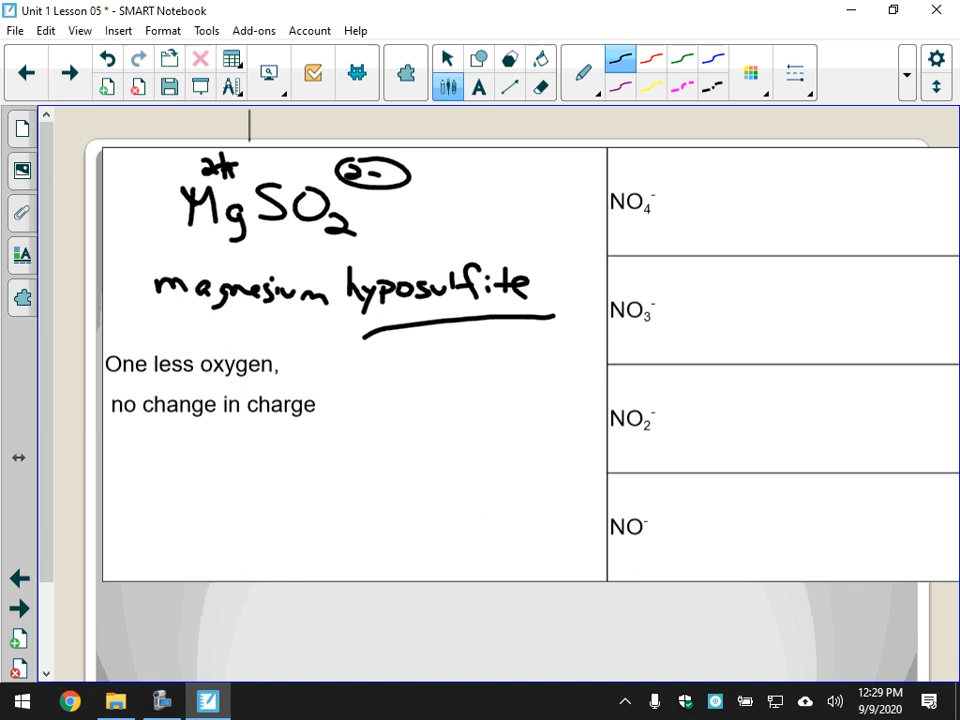 Unit 1 Lesson 05 * - SMART Notebook
File Edit View Insert Format Tools Add-ons Account Help
2+ 2-
MgSO2
magnesium hyposulfite
One less oxygen,
no change in charge
NO4-
NO3-
NO2-
NO-
12:29 PM
9/9/2020